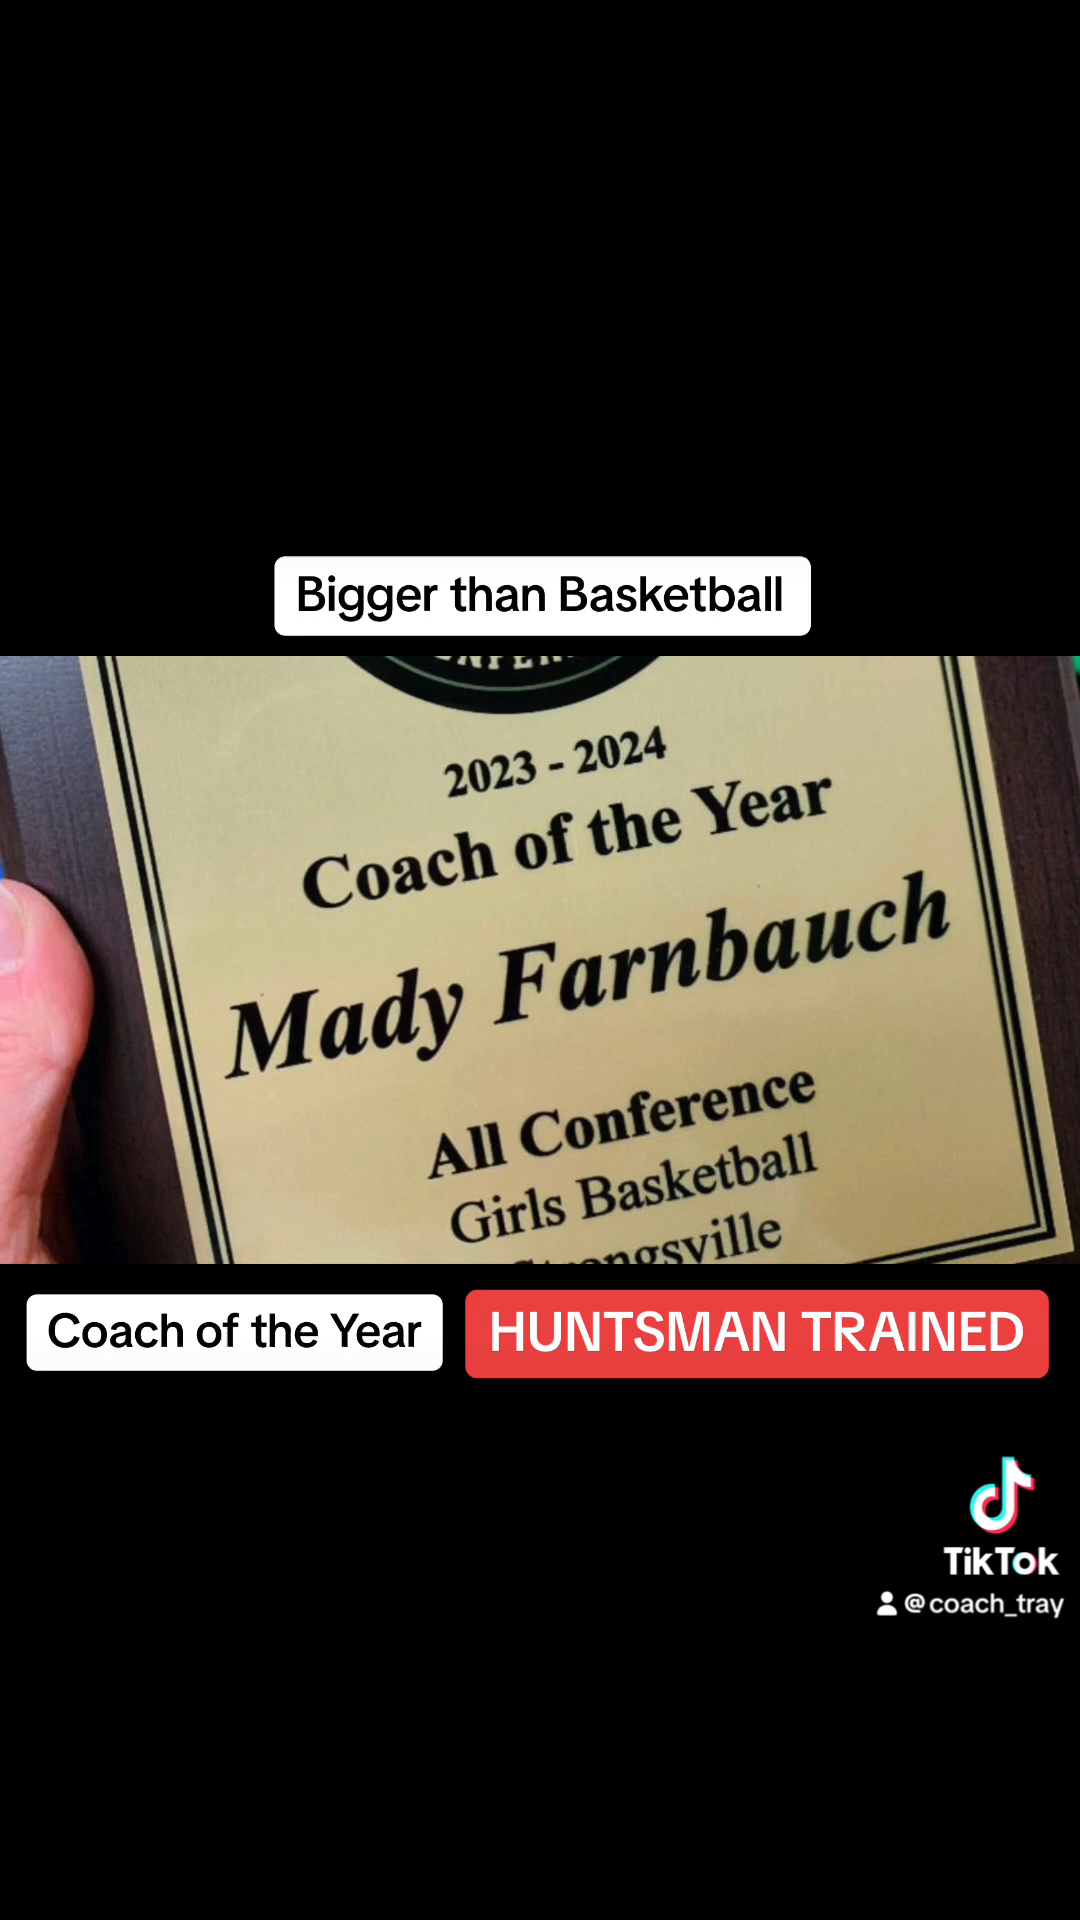 Bigger than Basketball
2023 - 2024
Coach of the Year
Mady Farnbauch
All Conference
Girls Basketball
Strongsville
Coach of the Year
HUNTSMAN TRAINED
TikTok
@coach_tray